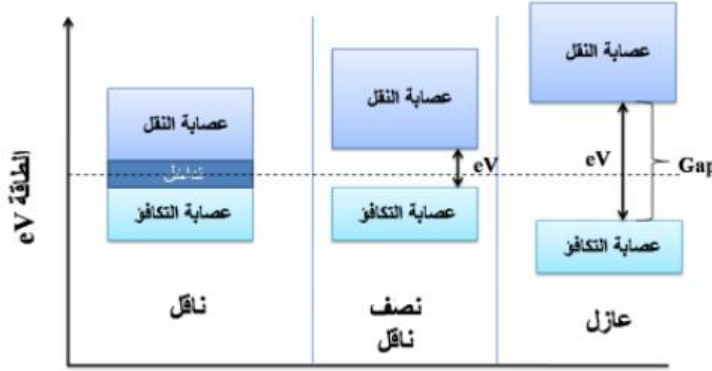 الطاقة eV
عصابة النقل
تداخل
عصابة التكافؤ
ناقل
عصابة النقل
eV
عصابة التكافؤ
نصف
ناقل
عصابة النقل
eV
Gap
عصابة التكافؤ
عازل